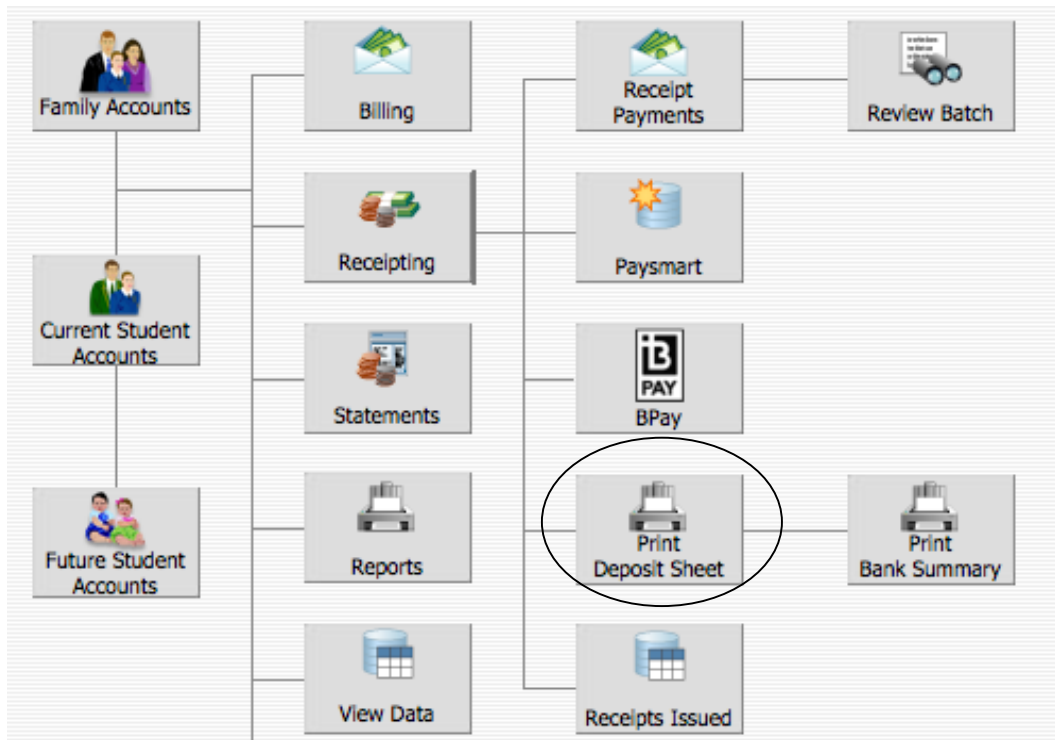 Family Accounts
Billing
Receipt
Payments
Review Batch
Receipting
Paysmart
Current Student
Accounts
Statements
B
PAY
BPay
Future Student
Accounts
Reports
Print
Deposit Sheet
Print
Bank Summary
View Data
Receipts Issued